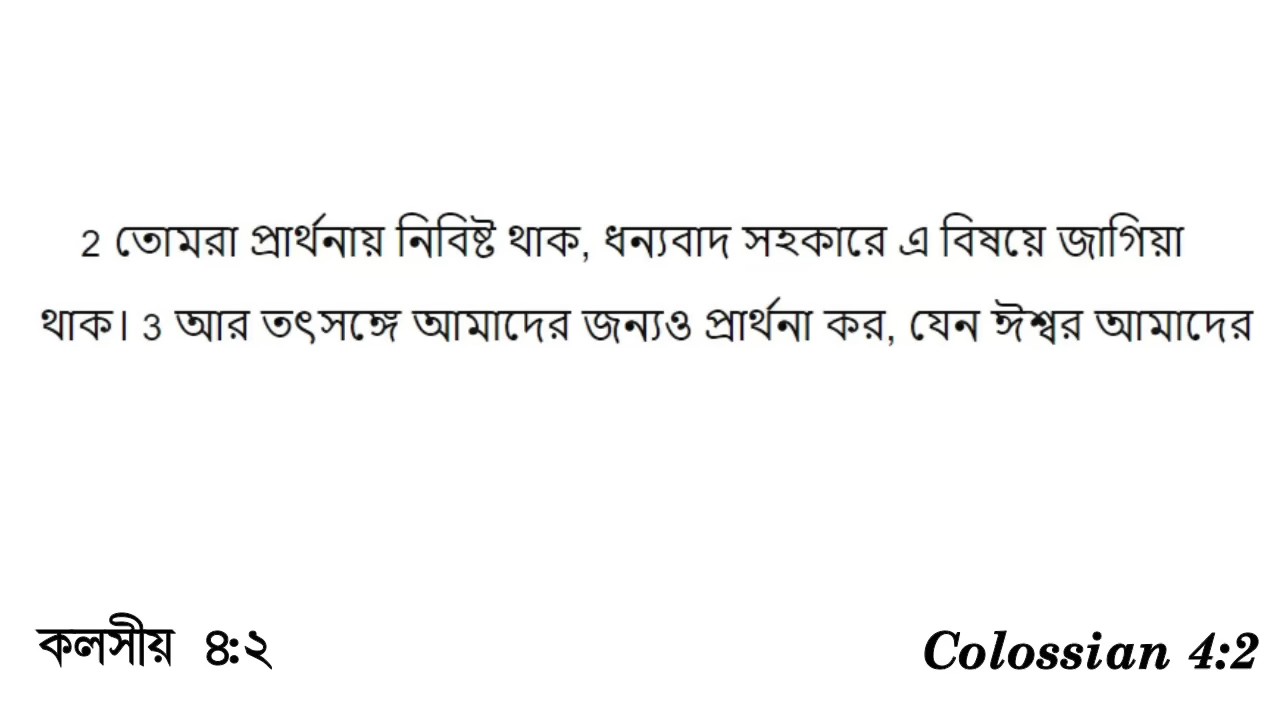 2 তোমরা প্রার্থনায় নিবিষ্ট থাক, ধন্যবাদ সহকারে এ বিষয়ে জাগিয়া
থাক। 3 আর তৎসঙ্গে আমাদের জন্যও প্রার্থনা কর, যেন ঈশ্বর আমাদের
কলসীয় ৪:২
Colossian 4:2